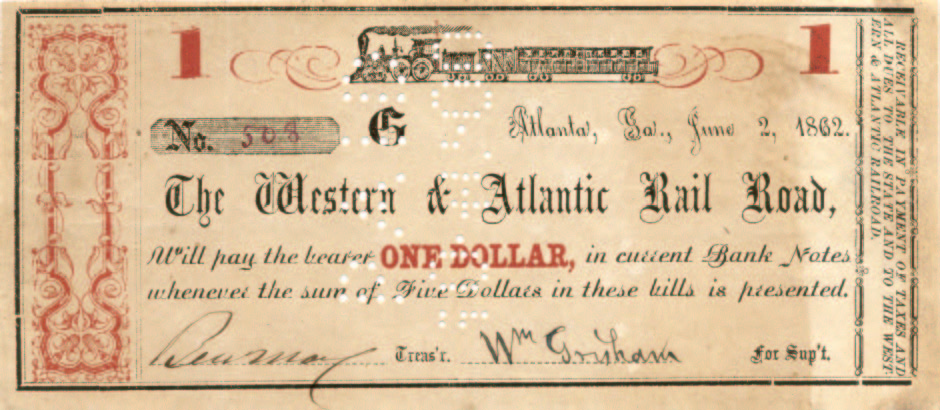 1 1
No. 508 G Atlanta, Ga., June 2, 1862.
The Western & Atlantic Rail Road,
Will pay the bearer ONE DOLLAR, in current Bank Notes
whenever the sum of Five Dollars in these bills is presented.
Treas'r. Wm Grisham For Sup't.
RECEIVABLE IN PAYMENT OF TAXES AND
ALL DUES TO THE STATE AND TO THE WEST
ERN & ATLANTIC RAILROAD.